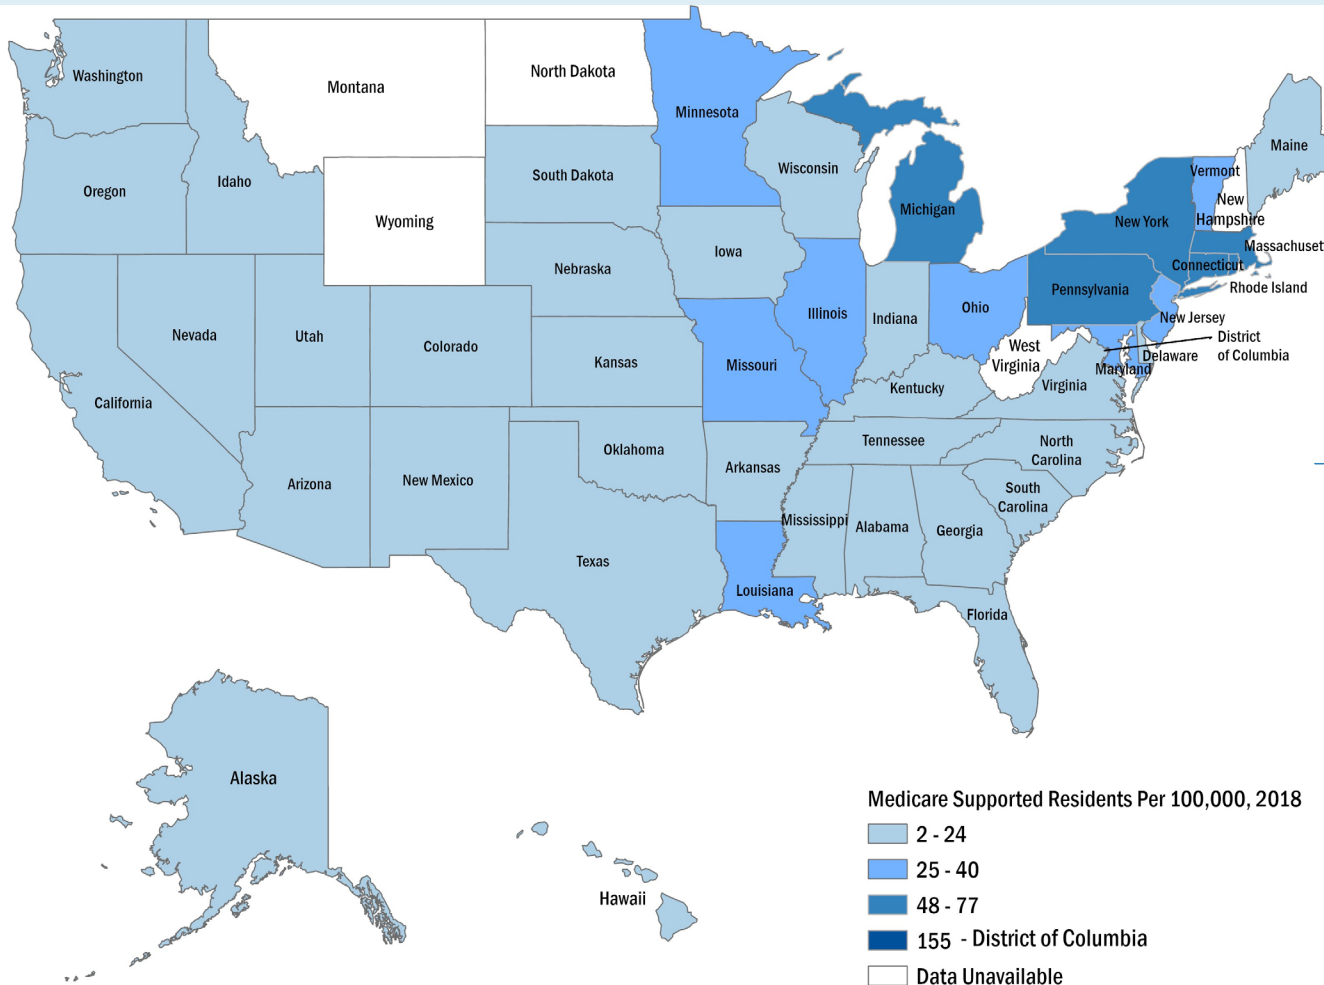 Washington
Montana
North Dakota
Minnesota
Maine
Oregon
Idaho
Wyoming
South Dakota
Wisconsin
Michigan
New York
Vermont
New
Hampshire
Massachuset
Connecticut
Rhode Island
Nebraska
Iowa
Pennsylvania
New Jersey
Nevada
Utah
Colorado
Kansas
Missouri
Illinois
Indiana
Ohio
West
Virginia
Virginia
Maryland
Delaware
District
of Columbia
California
Kentucky
Arizona
New Mexico
Oklahoma
Arkansas
Tennessee
North
Carolina
South
Carolina
Texas
Louisiana
Mississippi
Alabama
Georgia
Florida
Alaska
Hawaii
Medicare Supported Residents Per 100,000, 2018
2 - 24
25 - 40
48 - 77
155 - District of Columbia
Data Unavailable